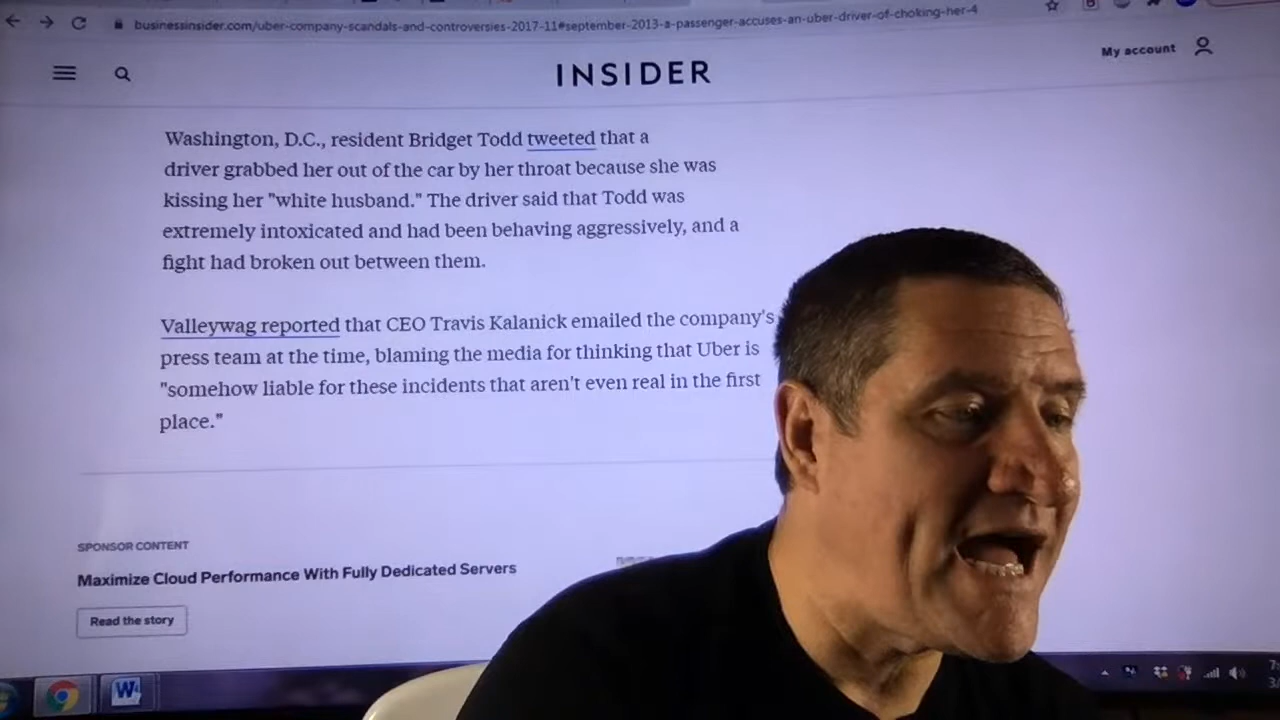 businessinsider.com/uber-company-scandals-and-controversies-2017-11#september-2013-a-passenger-accuses-an-uber-driver-of-choking-her-4
INSIDER
My account
Washington, D.C., resident Bridget Todd tweeted that a
driver grabbed her out of the car by her throat because she was
kissing her "white husband." The driver said that Todd was
extremely intoxicated and had been behaving aggressively, and a
fight had broken out between them.
Valleywag reported that CEO Travis Kalanick emailed the company's
press team at the time, blaming the media for thinking that Uber is
"somehow liable for these incidents that aren't even real in the first
place."
SPONSOR CONTENT
Maximize Cloud Performance With Fully Dedicated Servers
Read the story
W